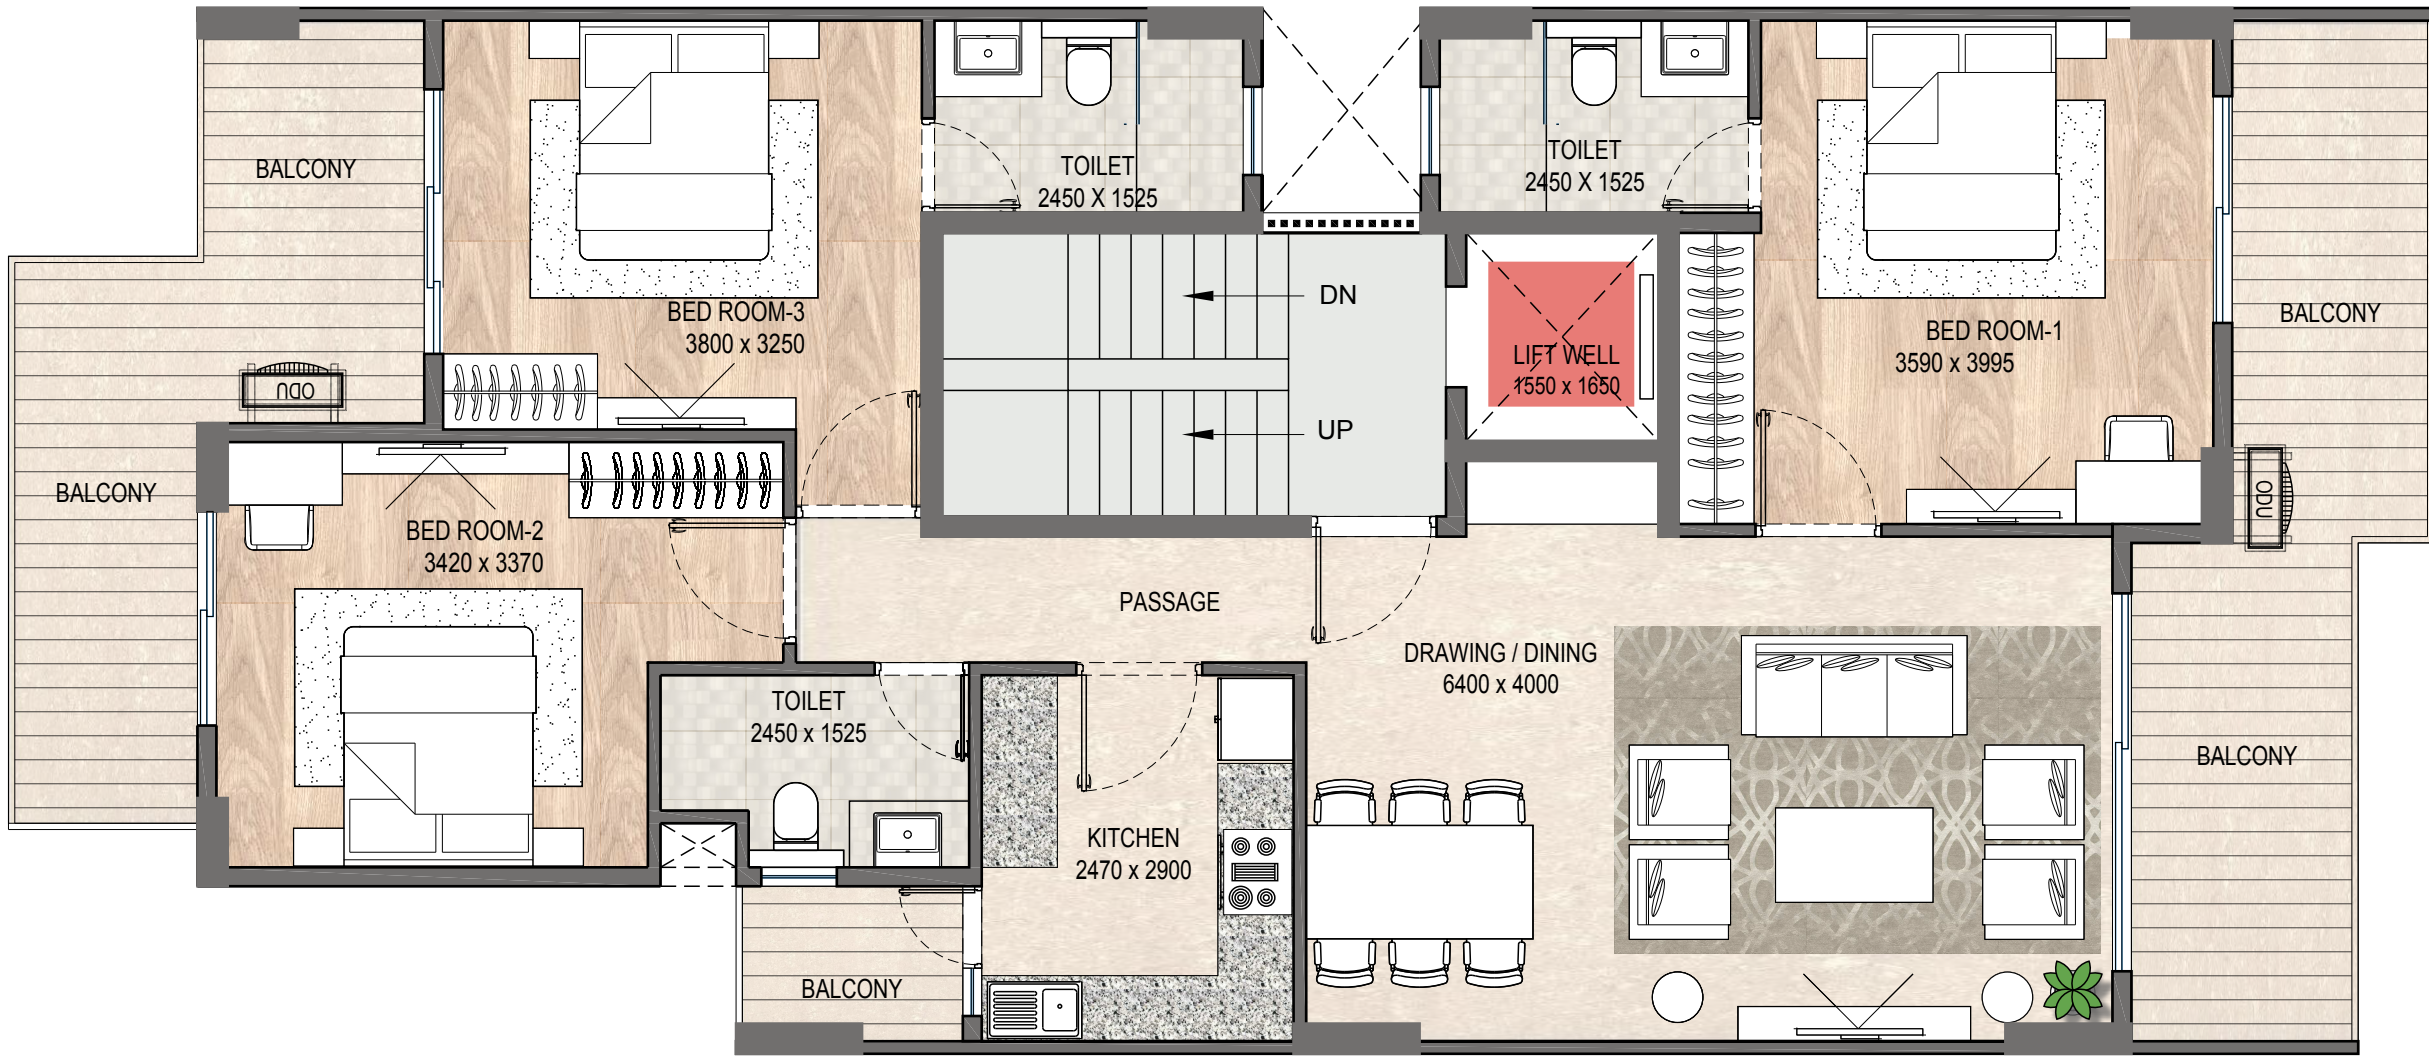 BALCONY
TOILET
2450 X 1525
TOILET
2450 X 1525
BED ROOM-3
3800 x 3250
DN
UP
LIFT WELL
1550 x 1650
BED ROOM-1
3590 x 3995
BALCONY
ODU
BALCONY
BED ROOM-2
3420 x 3370
ODU
PASSAGE
DRAWING / DINING
6400 x 4000
TOILET
2450 x 1525
KITCHEN
2470 x 2900
BALCONY
BALCONY